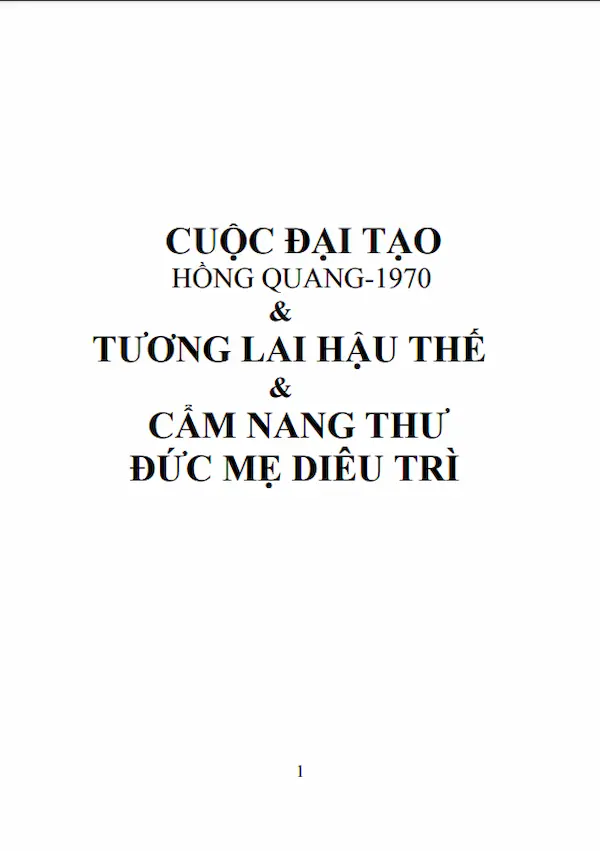 CUỘC ĐẠI TẠO
HỒNG QUANG-1970
&
TƯƠNG LAI HẬU THẾ
&
CẨM NANG THƯ
ĐỨC MẸ DIÊU TRÌ
1